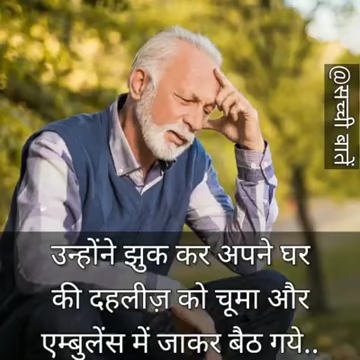 @सच्ची बातें
उन्होंने झुक कर अपने घर
की दहलीज़ को चूमा और
एम्बुलेंस में जाकर बैठ गये..